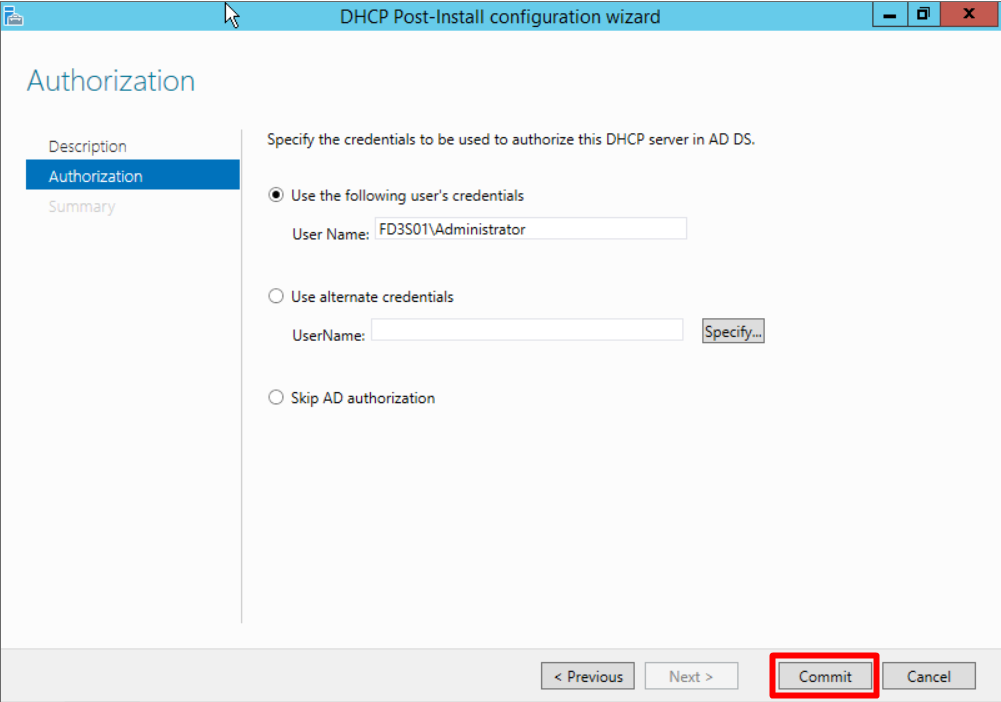 DHCP Post-Install configuration wizard
Authorization
Description
Authorization
Summary
Specify the credentials to be used to authorize this DHCP server in AD DS.
Use the following user's credentials
User Name: FD3S01\Administrator
Use alternate credentials
UserName:
Specify...
Skip AD authorization
< Previous
Next >
Commit
Cancel